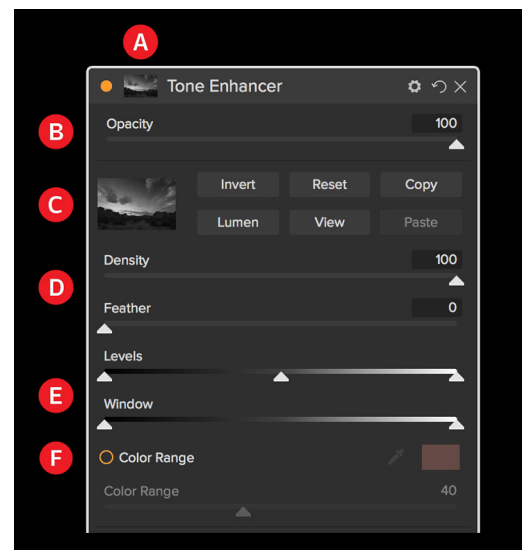 A
Tone Enhancer
B
Opacity 100
C
Invert Reset Copy
Lumen View Paste
Density 100
D
Feather 0
Levels
E
Window
F
Color Range
Color Range 40